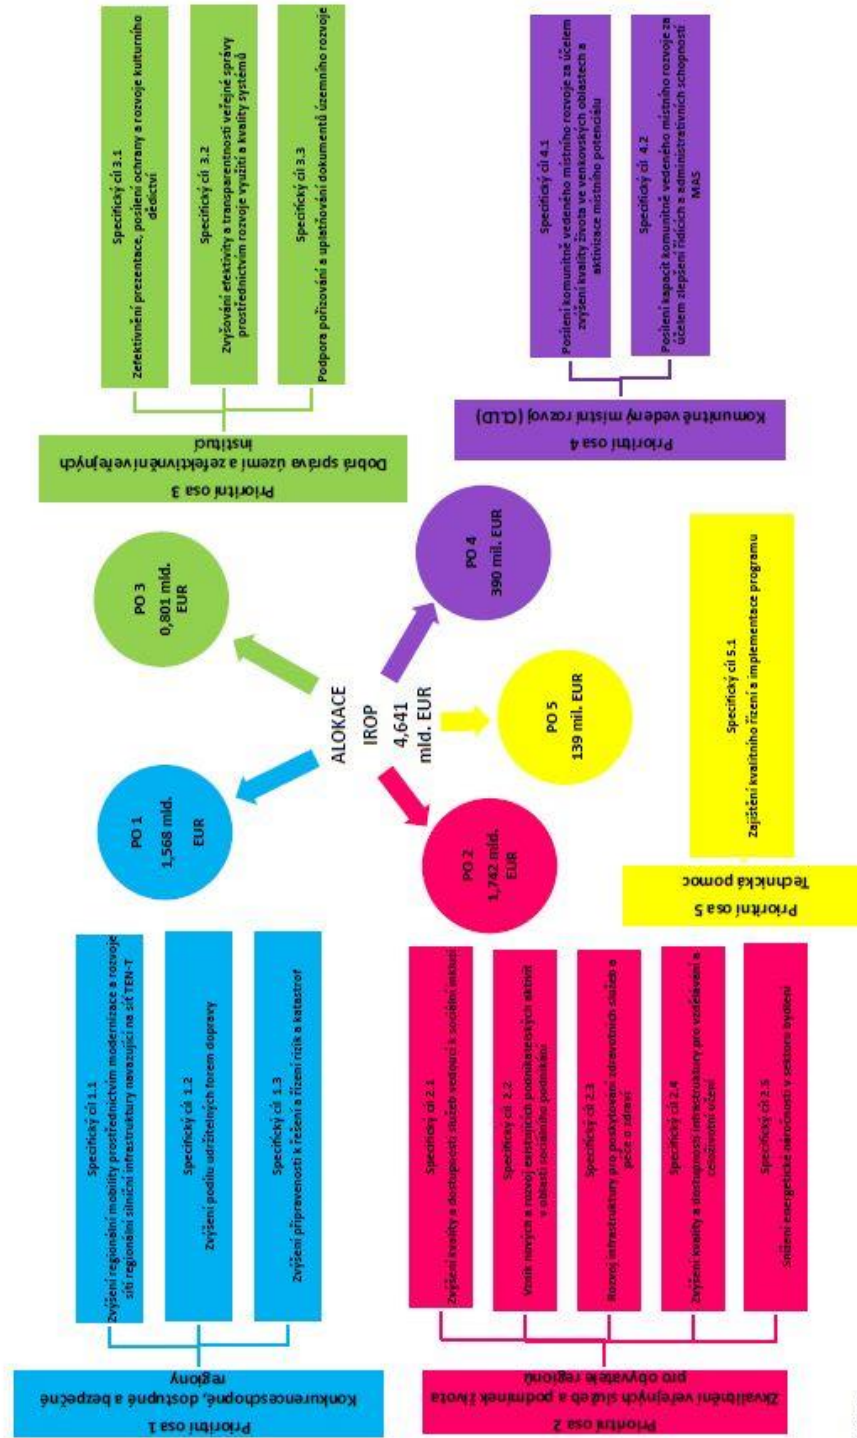 Prioritní osa 1
Konkurenceschopné, dostupné a bezpečné
regiony
Specifický cíl 1.1
Zvýšení regionální mobility prostřednictvím modernizace a rozvoje
sítí regionální silniční infrastruktury navazující na síť TEN-T
Specifický cíl 1.2
Zvýšení podílu udržitelných forem dopravy
Specifický cíl 1.3
Zvýšení připravenosti k řešení a řízení rizik a katastrof
Prioritní osa 2
Zkvalitnění veřejných služeb a podmínek života
pro obyvatele regionů
Specifický cíl 2.1
Zvýšení kvality a dostupnosti služeb vedoucí k sociální inkluzi
Specifický cíl 2.2
Vznik nových a rozvoj existujících podnikatelských aktivit
v oblasti sociálního podnikání
Specifický cíl 2.3
Rozvoj infrastruktury pro poskytování zdravotních služeb a
péče o zdraví
Specifický cíl 2.4
Zvýšení kvality a dostupnosti infrastruktury pro vzdělávání a
celoživotní učení
Specifický cíl 2.5
Snížení energetické náročnosti v sektoru bydlení
PO 1
1,568 mld.
EUR
PO 2
1,742 mld.
EUR
ALOKACE
IROP
4,641
mld. EUR
PO 3
0,801 mld.
EUR
PO 4
390 mil. EUR
PO 5
139 mil. EUR
Prioritní osa 5
Technická pomoc
Specifický cíl 5.1
Zajištění kvalitního řízení a implementace programu
Prioritní osa 3
Dobrá správa území a zefektivnění veřejných
institucí
Specifický cíl 3.1
Zefektivnění prezentace, posílení ochrany a rozvoje kulturního
dědictví
Specifický cíl 3.2
Zvyšování efektivity a transparentnosti veřejné správy
prostřednictvím rozvoje využití a kvality systémů
Specifický cíl 3.3
Podpora pořizování a uplatňování dokumentů územního rozvoje
Prioritní osa 4
Komunitně vedený místní rozvoj (CLLD)
Specifický cíl 4.1
Posílení komunitně vedeného místního rozvoje za účelem
zvýšení kvality života ve venkovských oblastech a
aktivizace místního potenciálu
Specifický cíl 4.2
Posílení kapacit komunitně vedeného místního rozvoje za
účelem zlepšení řídících a administrativních schopností
MAS